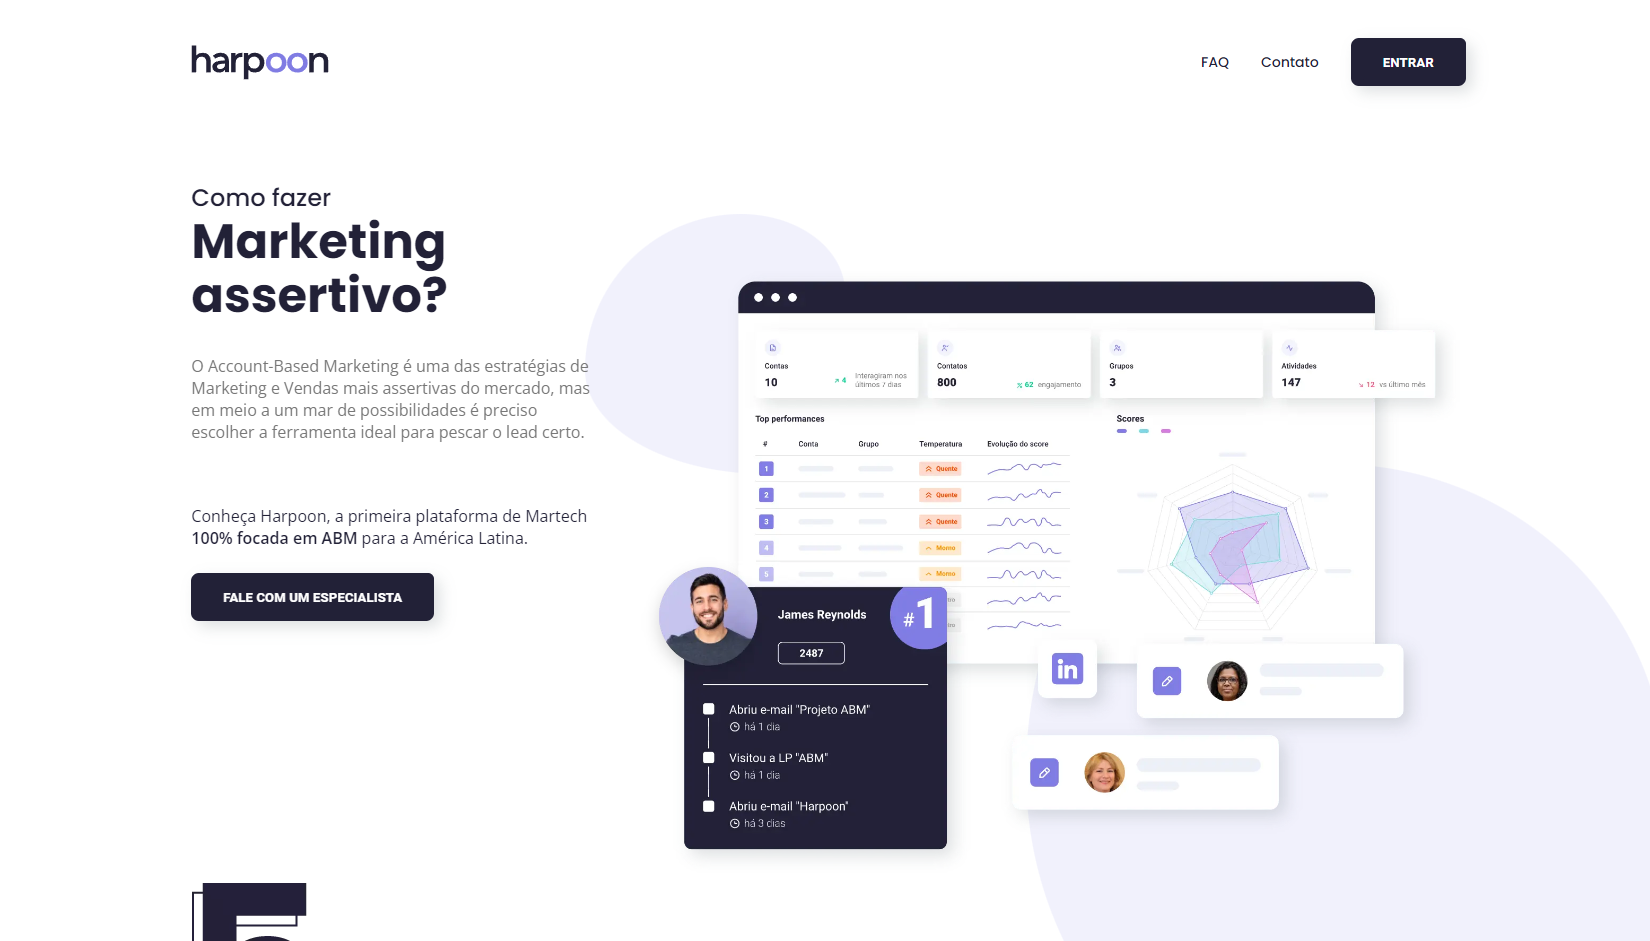 harpoon
FAQ
Contato
ENTRAR
Como fazer
Marketing
assertivo?
O Account-Based Marketing é uma das estratégias de
Marketing e Vendas mais assertivas do mercado, mas
em meio a um mar de possibilidades é preciso
escolher a ferramenta ideal para pescar o lead certo.
Conheça Harpoon, a primeira plataforma de Martech
100% focada em ABM para a América Latina.
FALE COM UM ESPECIALISTA
Contas
10
4
Interagiram nos
últimos 7 dias
Contatos
800
62 engajamento
Grupos
3
Atividades
147
12 vs último mês
Top performances
# Conta Grupo Temperatura Evolução do score
1 Quente
2 Quente
3 Quente
4 Morno
5 Morno
Scores
James Reynolds
#1
2487
Abriu e-mail "Projeto ABM"
há 1 dia
Visitou a LP "ABM"
há 1 dia
Abriu e-mail "Harpoon"
há 3 dias
in